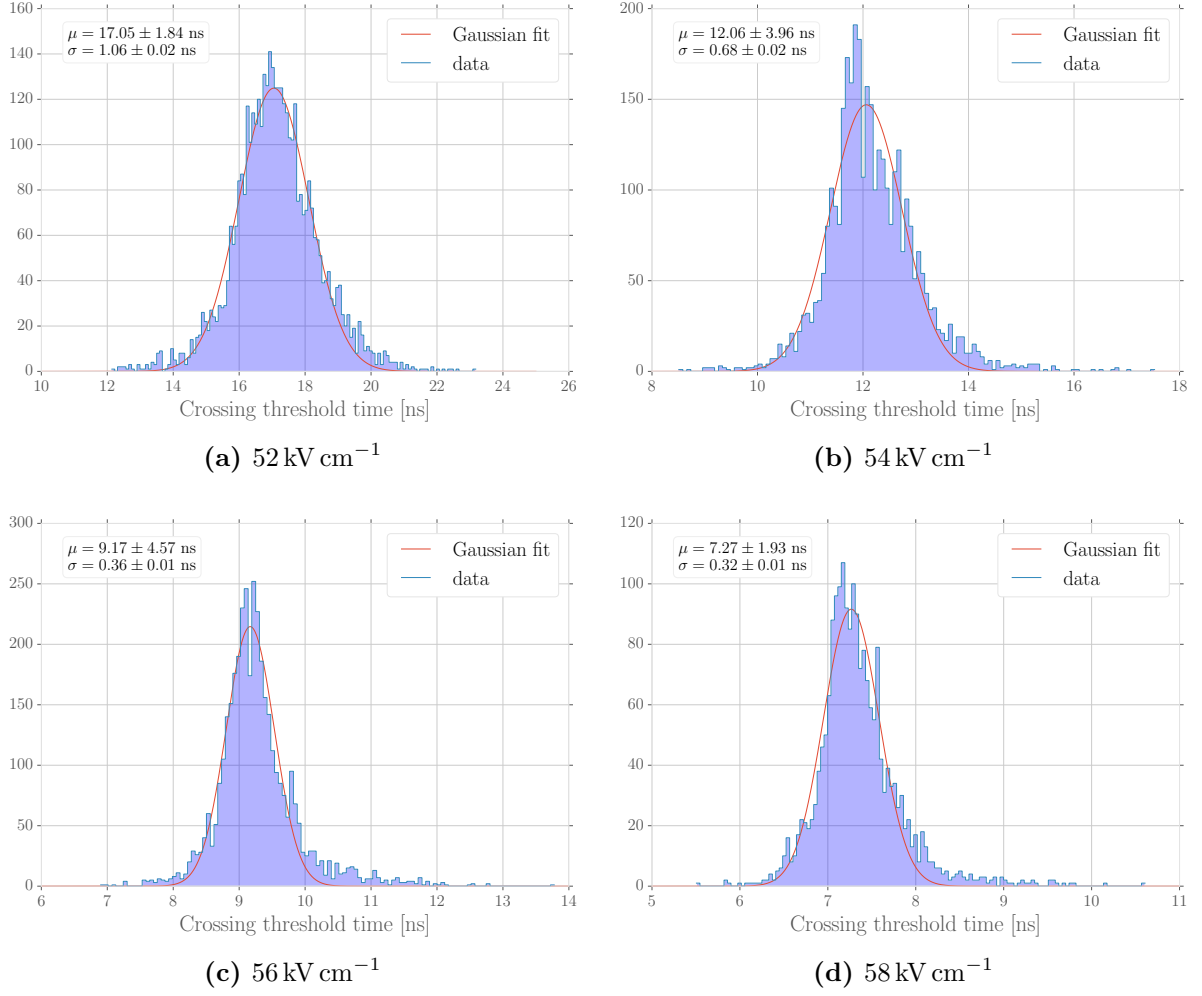 160
140
120
100
80
60
40
20
0
μ = 17.05 ± 1.84 ns
σ = 1.06 ± 0.02 ns
Gaussian fit
data
10 12 14 16 18 20 22 24 26
Crossing threshold time [ns]
(a) 52 kV cm⁻¹
200
150
100
50
0
μ = 12.06 ± 3.96 ns
σ = 0.68 ± 0.02 ns
Gaussian fit
data
8 10 12 14 16 18
Crossing threshold time [ns]
(b) 54 kV cm⁻¹
300
250
200
150
100
50
0
μ = 9.17 ± 4.57 ns
σ = 0.36 ± 0.01 ns
Gaussian fit
data
6 7 8 9 10 11 12 13 14
Crossing threshold time [ns]
(c) 56 kV cm⁻¹
120
100
80
60
40
20
0
μ = 7.27 ± 1.93 ns
σ = 0.32 ± 0.01 ns
Gaussian fit
data
5 6 7 8 9 10 11
Crossing threshold time [ns]
(d) 58 kV cm⁻¹